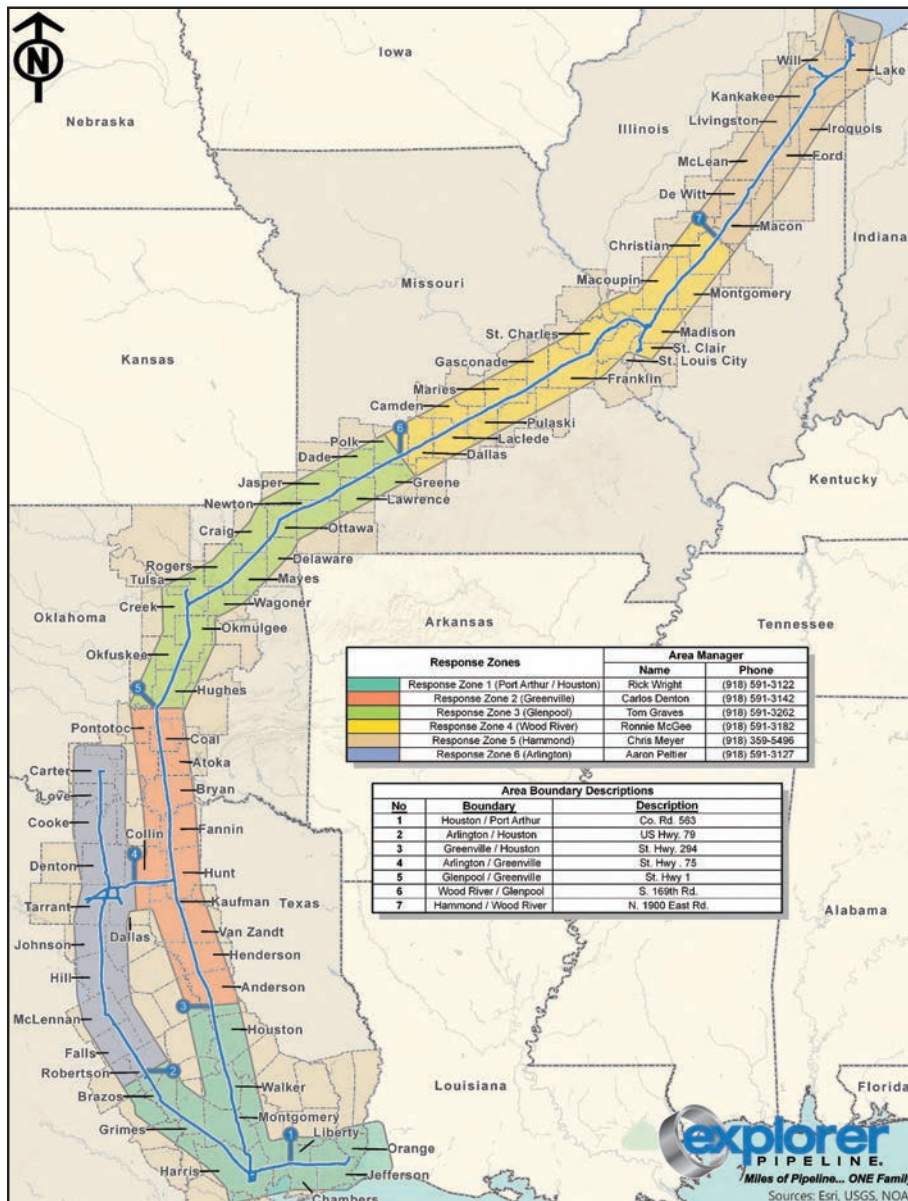 N
Iowa
Nebraska
Illinois
Indiana
Missouri
Kansas
Kentucky
Oklahoma
Arkansas
Tennessee
Texas
Alabama
Louisiana
Florida
Will
Lake
Kankakee
Livingston
Iroquois
McLean
Ford
De Witt
7
Macon
Christian
Macoupin
Montgomery
St. Charles
Madison
St. Clair
Gasconade
St. Louis City
Maries
Franklin
Camden
6
Pulaski
Polk
Laclede
Dade
Dallas
Jasper
Greene
Newton
Lawrence
Craig
Ottawa
Rogers
Delaware
Tulsa
Mayes
Creek
Wagoner
Okmulgee
Okfuskee
5
Hughes
Pontotoc
Coal
Carter
Atoka
Love
Bryan
Cooke
Collin
Fannin
4
Denton
Hunt
Tarrant
Kaufman
Dallas
Van Zandt
Johnson
Henderson
Hill
Anderson
3
McLennan
Houston
Falls
2
Robertson
Walker
Brazos
Montgomery
Grimes
1
Liberty
Orange
Harris
Jefferson
Chambers
Response Zones Area Manager
Name Phone
Response Zone 1 (Port Arthur / Houston) Rick Wright (918) 591-3122
Response Zone 2 (Greenville) Carlos Denton (918) 591-3142
Response Zone 3 (Glenpool) Tom Graves (918) 591-3262
Response Zone 4 (Wood River) Ronnie McGee (918) 591-3182
Response Zone 5 (Hammond) Chris Meyer (918) 359-5496
Response Zone 6 (Arlington) Aaron Peltier (918) 591-3127
Area Boundary Descriptions
No Boundary Description
1 Houston / Port Arthur Co. Rd. 563
2 Arlington / Houston US Hwy. 79
3 Greenville / Houston St. Hwy. 294
4 Arlington / Greenville St. Hwy . 75
5 Glenpool / Greenville St. Hwy 1
6 Wood River / Glenpool S. 169th Rd.
7 Hammond / Wood River N. 1900 East Rd.
explorer
PIPELINE.
Miles of Pipeline... ONE Family
Sources: Esri, USGS, NOA